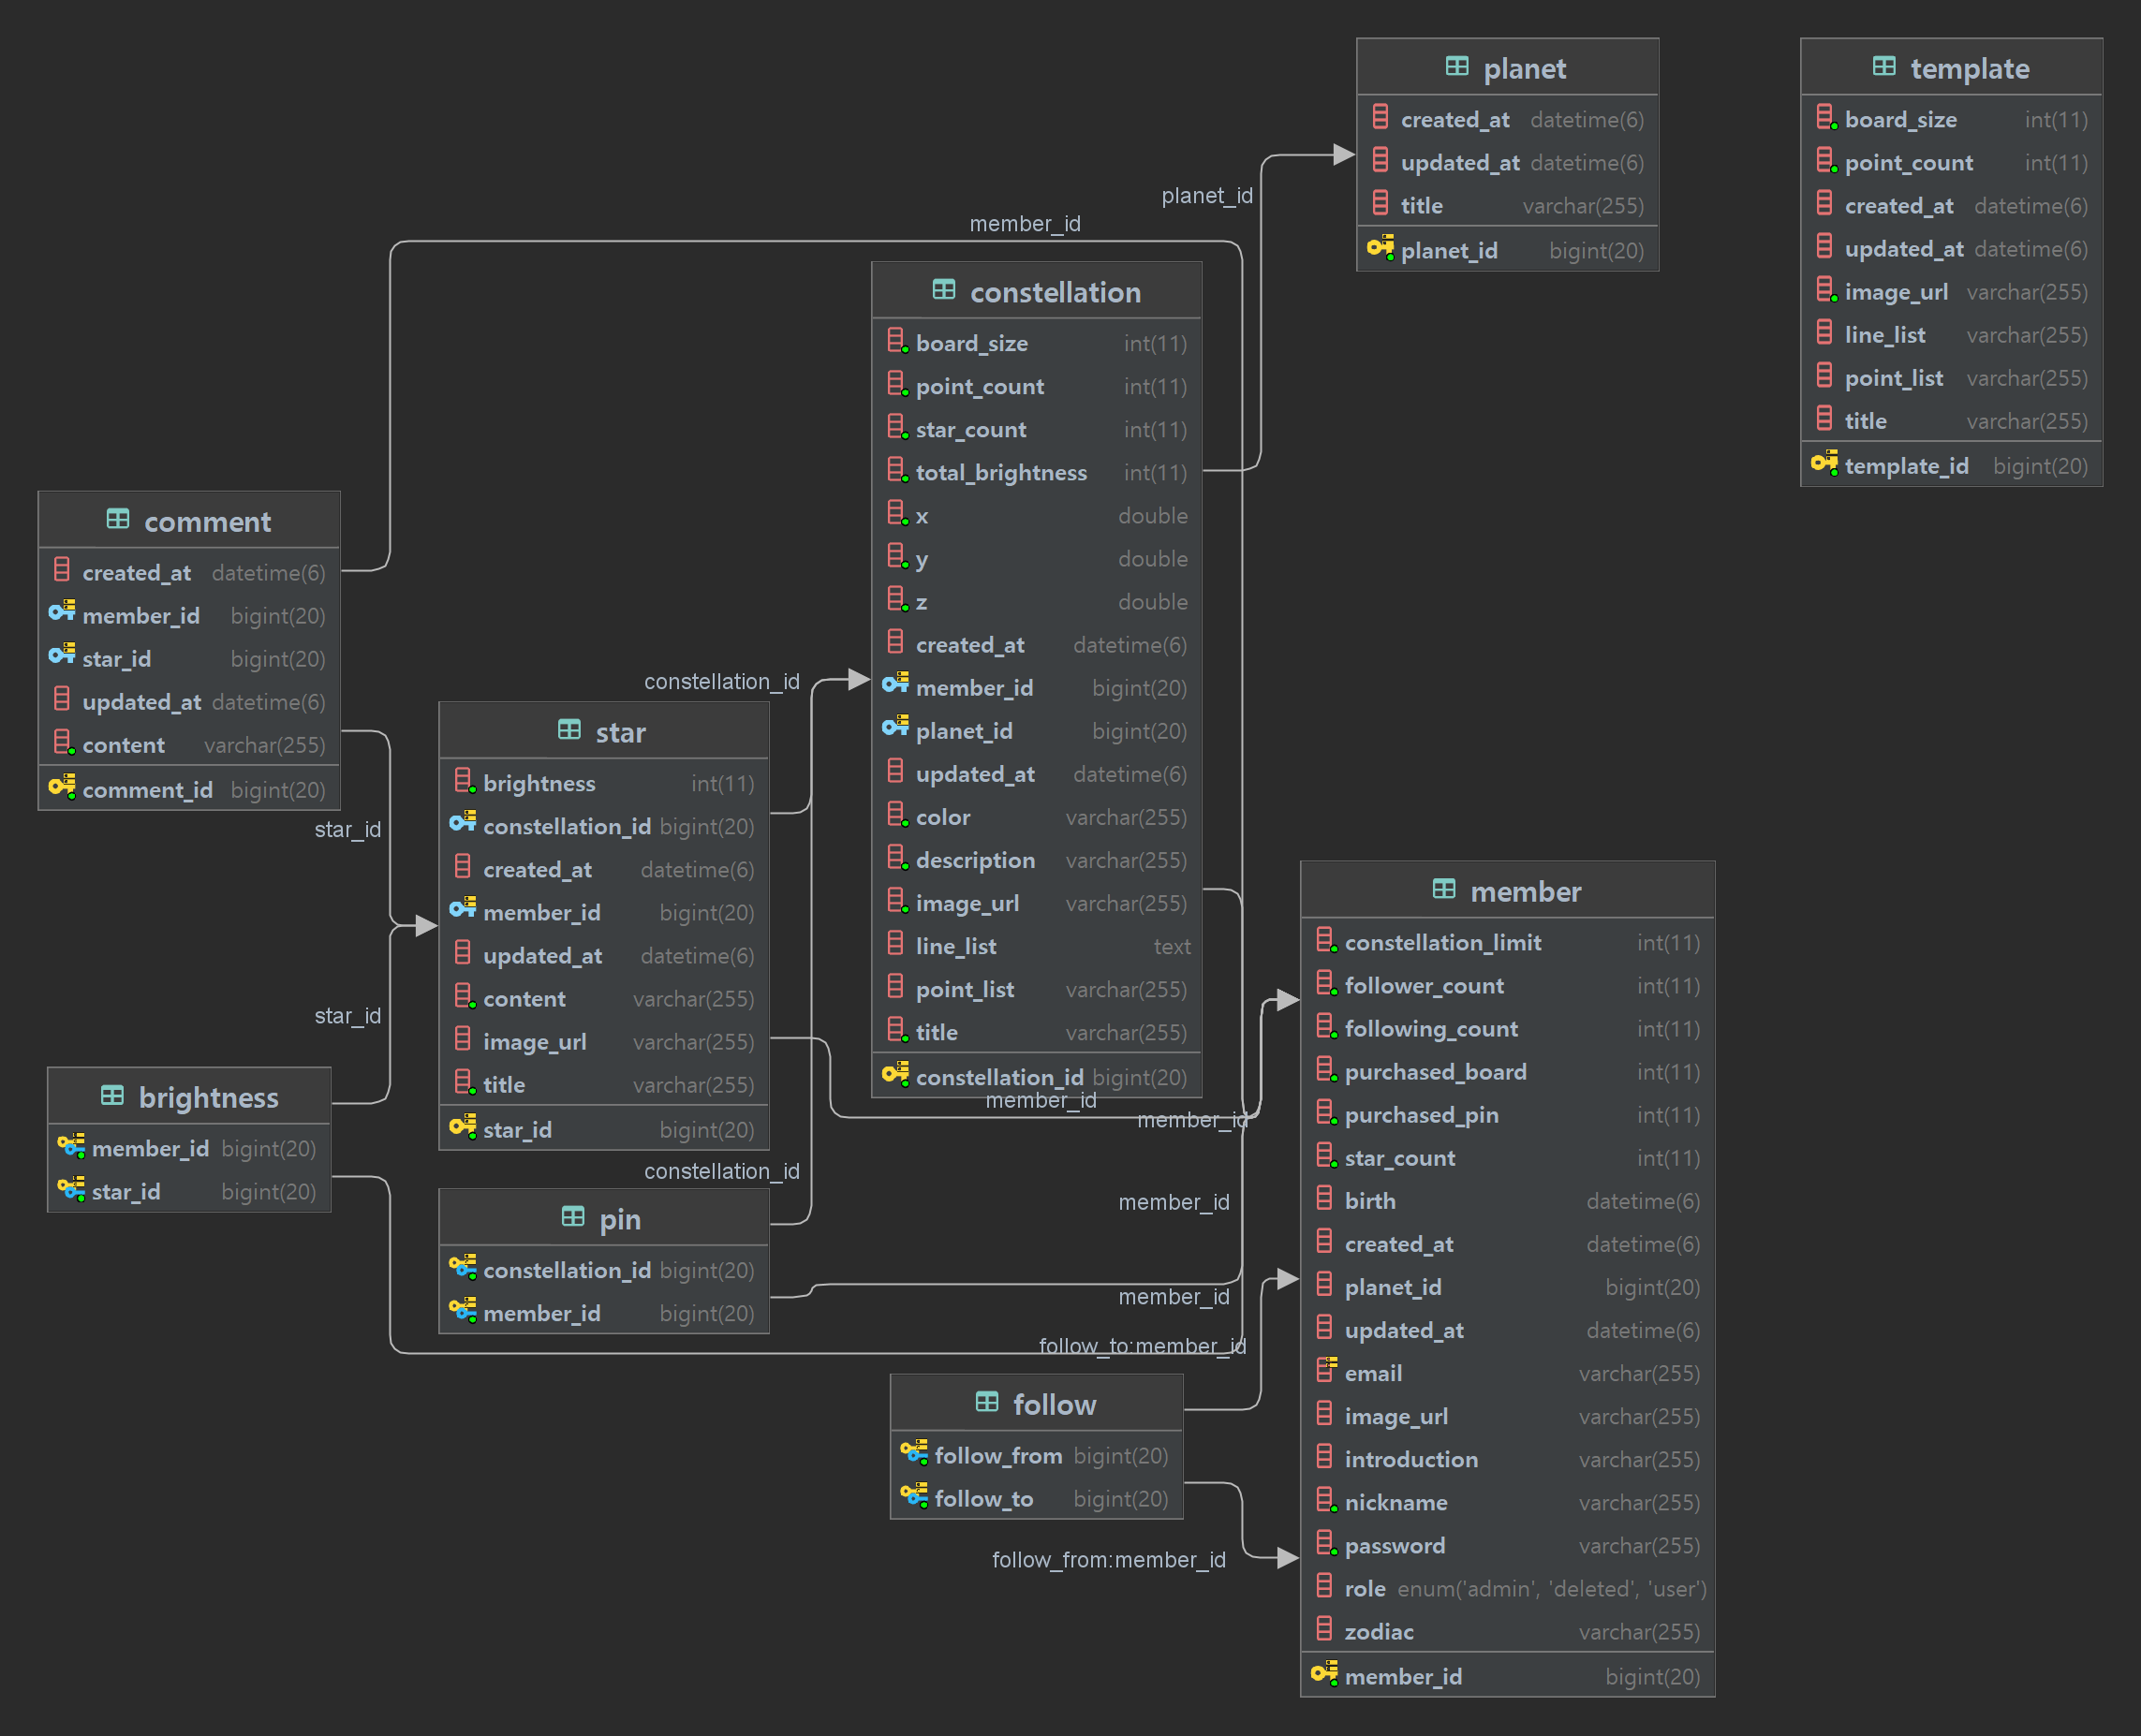 planet
created_at datetime(6)
updated_at datetime(6)
title varchar(255)
planet_id bigint(20)
template
board_size int(11)
point_count int(11)
created_at datetime(6)
updated_at datetime(6)
image_url varchar(255)
line_list varchar(255)
point_list varchar(255)
title varchar(255)
template_id bigint(20)
planet_id
member_id
constellation
board_size int(11)
point_count int(11)
star_count int(11)
total_brightness int(11)
x double
y double
z double
created_at datetime(6)
member_id bigint(20)
planet_id bigint(20)
updated_at datetime(6)
color varchar(255)
description varchar(255)
image_url varchar(255)
line_list text
point_list varchar(255)
title varchar(255)
constellation_id bigint(20)
comment
created_at datetime(6)
member_id bigint(20)
star_id bigint(20)
updated_at datetime(6)
content varchar(255)
comment_id bigint(20)
constellation_id
star
brightness int(11)
constellation_id bigint(20)
created_at datetime(6)
member_id bigint(20)
updated_at datetime(6)
content varchar(255)
image_url varchar(255)
title varchar(255)
star_id bigint(20)
star_id
star_id
member_id
member_id
brightness
member_id bigint(20)
star_id bigint(20)
constellation_id
pin
constellation_id bigint(20)
member_id bigint(20)
member_id
member_id
follow_to:member_id
follow
follow_from bigint(20)
follow_to bigint(20)
follow_from:member_id
member
constellation_limit int(11)
follower_count int(11)
following_count int(11)
purchased_board int(11)
purchased_pin int(11)
star_count int(11)
birth datetime(6)
created_at datetime(6)
planet_id bigint(20)
updated_at datetime(6)
email varchar(255)
image_url varchar(255)
introduction varchar(255)
nickname varchar(255)
password varchar(255)
role enum('admin', 'deleted', 'user')
zodiac varchar(255)
member_id bigint(20)